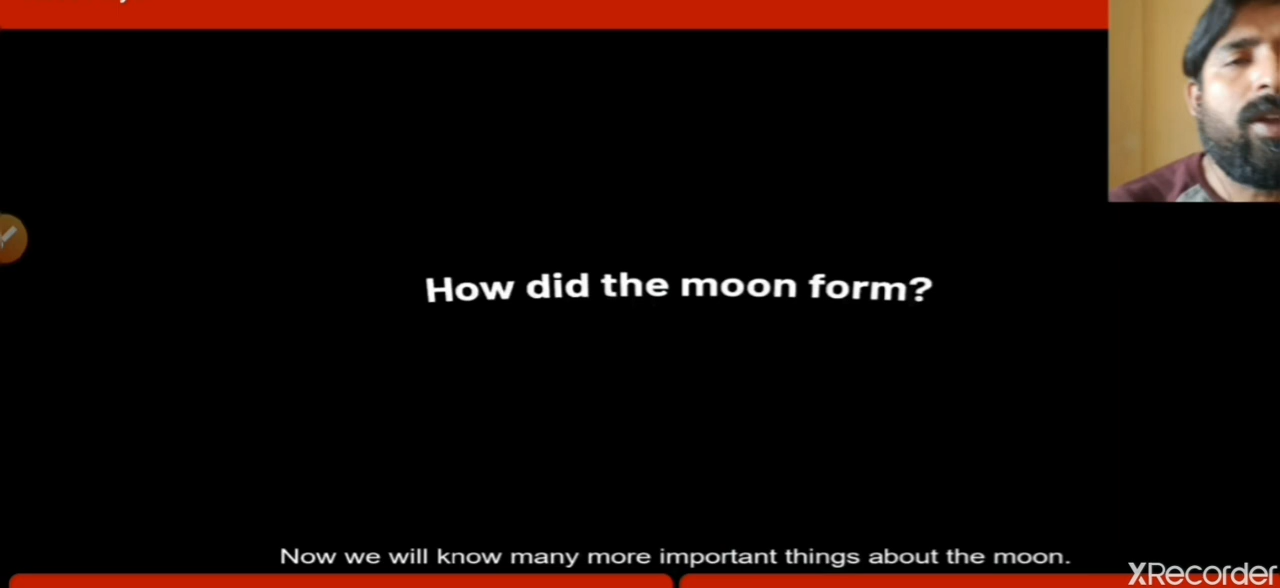 How did the moon form?
Now we will know many more important things about the moon.
XRecorder